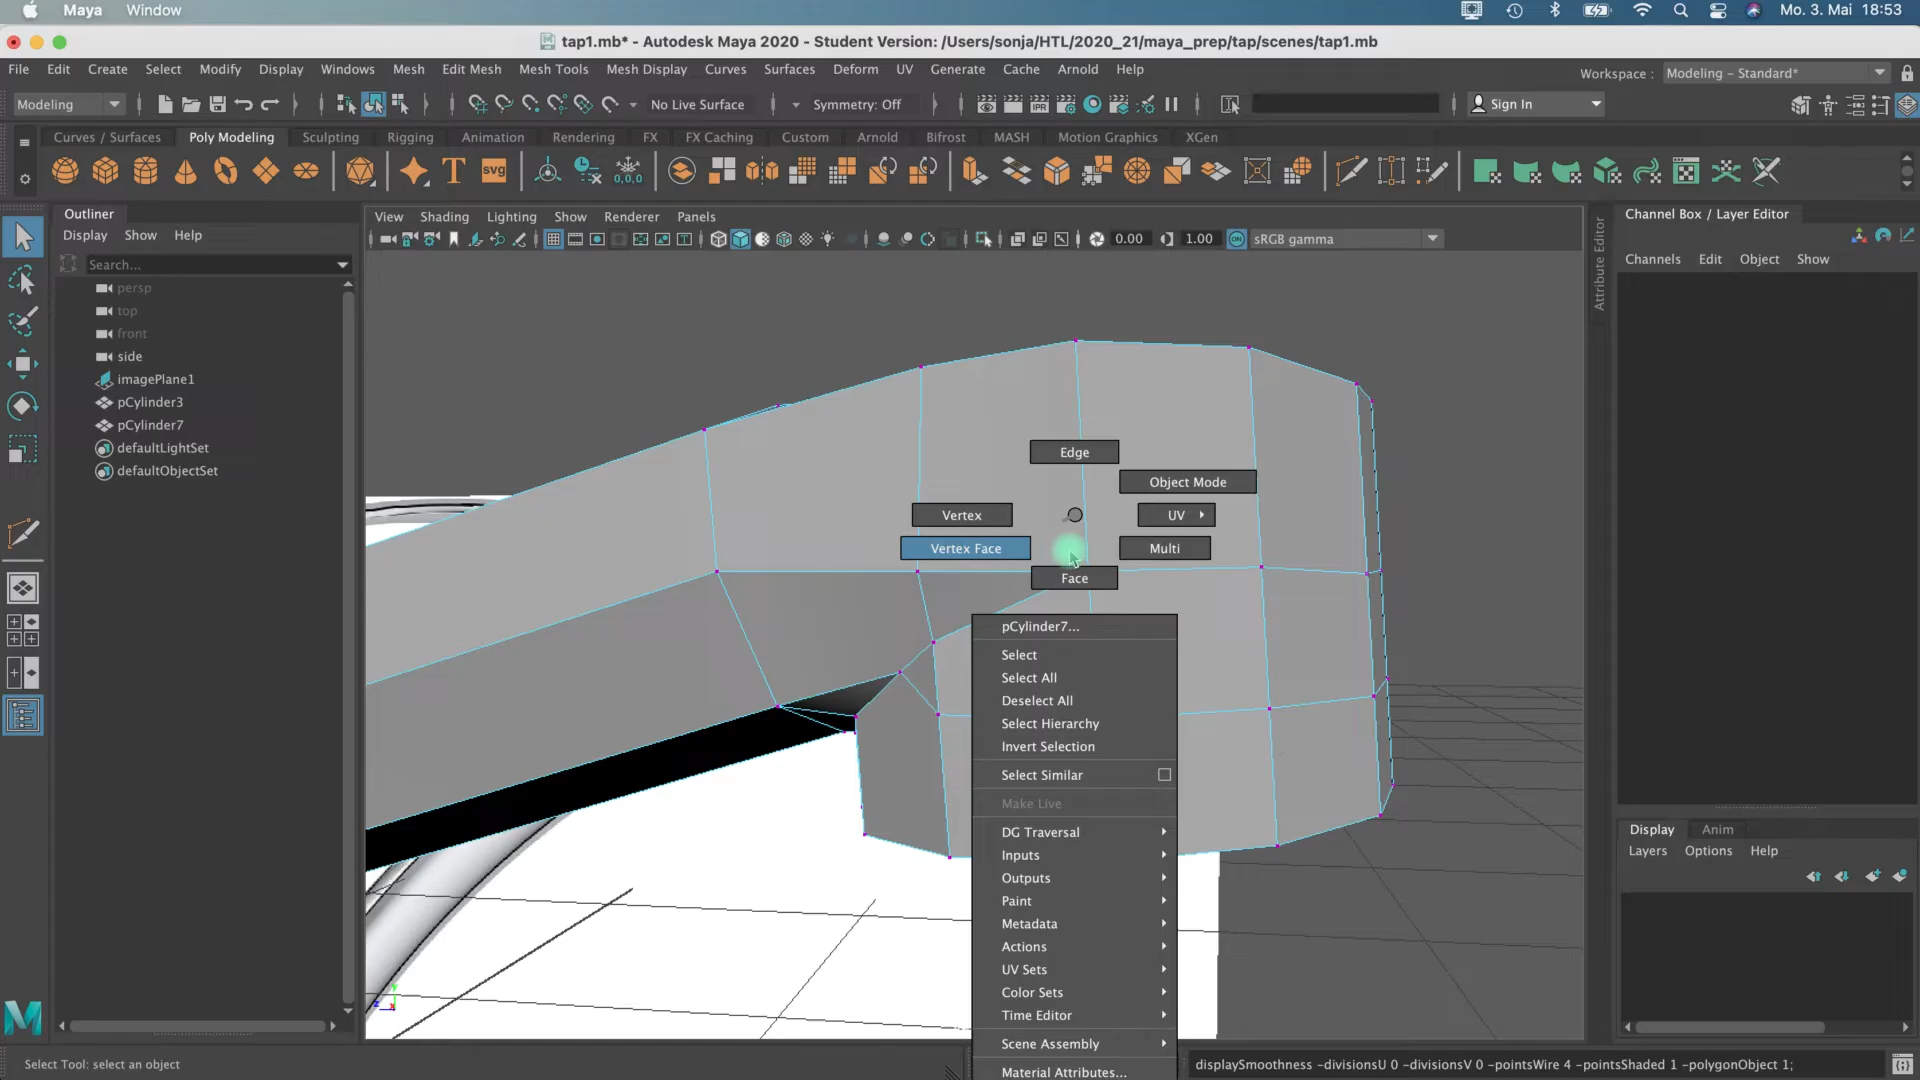 Maya Window Mo. 3. Mai 18:53
tap1.mb* - Autodesk Maya 2020 - Student Version: /Users/sonja/HTL/2020_21/maya_prep/tap/scenes/tap1.mb
File Edit Create Select Modify Display Windows Mesh Edit Mesh Mesh Tools Mesh Display Curves Surfaces Deform UV Generate Cache Arnold Help Workspace : Modeling - Standard*
Modeling No Live Surface Symmetry: Off IPR Sign In
Curves / Surfaces Poly Modeling Sculpting Rigging Animation Rendering FX FX Caching Custom Arnold Bifrost MASH Motion Graphics XGen
T SVG 0,0,0
Outliner
Display Show Help
Search...
persp
top
front
side
imagePlane1
pCylinder3
pCylinder7
defaultLightSet
defaultObjectSet
View Shading Lighting Show Renderer Panels
0.00 1.00 ON sRGB gamma
Edge
Object Mode
Vertex UV
Vertex Face Multi
Face
pCylinder7...
Select
Select All
Deselect All
Select Hierarchy
Invert Selection
Select Similar
Make Live
DG Traversal
Inputs
Outputs
Paint
Metadata
Actions
UV Sets
Color Sets
Time Editor
Scene Assembly
Material Attributes...
Attribute Editor
Channel Box / Layer Editor
Channels Edit Object Show
Display Anim
Layers Options Help
Select Tool: select an object
displaySmoothness -divisionsU 0 -divisionsV 0 -pointsWire 4 -pointsShaded 1 -polygonObject 1;